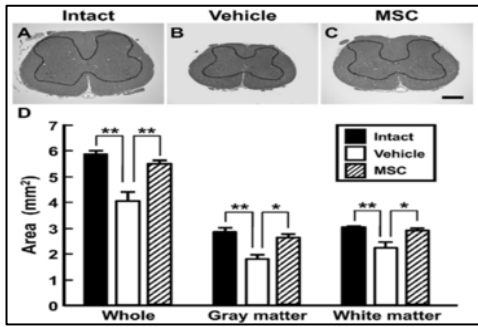 Intact Vehicle MSC
A B C
D
Area (mm²)
7
6
5
4
3
2
1
0
** **
** *
** *
Intact
Vehicle
MSC
Whole Gray matter White matter